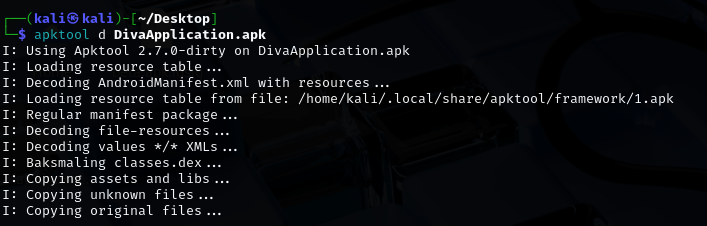 ┌──(kali㉿kali)-[~/Desktop]
└─$ apktool d DivaApplication.apk
I: Using Apktool 2.7.0-dirty on DivaApplication.apk
I: Loading resource table...
I: Decoding AndroidManifest.xml with resources...
I: Loading resource table from file: /home/kali/.local/share/apktool/framework/1.apk
I: Regular manifest package...
I: Decoding file-resources...
I: Decoding values */* XMLs...
I: Baksmaling classes.dex...
I: Copying assets and libs...
I: Copying unknown files...
I: Copying original files...